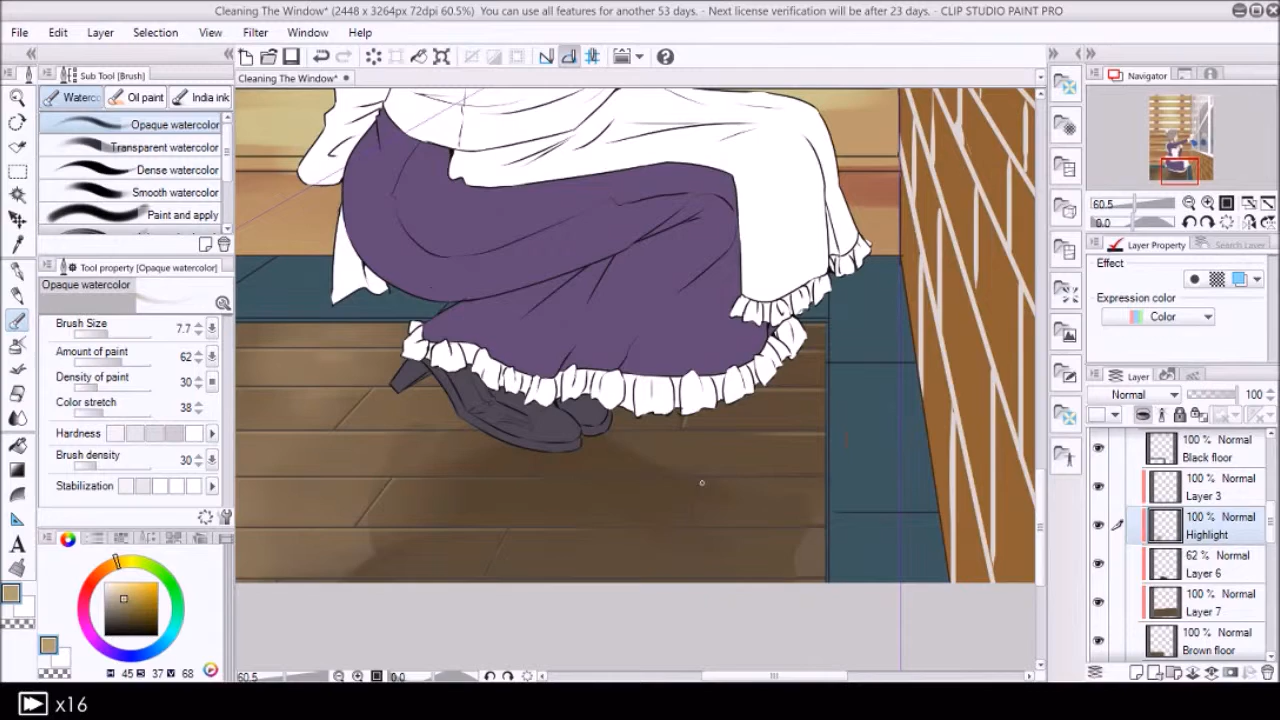 Cleaning The Window* (2448 x 3264px 72dpi 60.5%) You can use all features for another 53 days. - Next license verification will be after 23 days. - CLIP STUDIO PAINT PRO
File Edit Layer Selection View Filter Window Help
Sub Tool [Brush]
Cleaning The Window*
Navigator
Waterco Oil paint India ink
Opaque watercolor
Transparent watercolor
Dense watercolor
Smooth watercolor
Paint and apply
60.5
0.0
Tool property [Opaque watercolor]
Opaque watercolor
Layer Property Search Layer
Effect
Expression color
Color
Brush Size 7.7
Amount of paint 62
Density of paint 30
Color stretch 38
Hardness
Brush density 30
Stabilization
Layer
Normal 100
100 % Normal
Black floor
100 % Normal
Layer 3
100 % Normal
Highlight
62 % Normal
Layer 6
100 % Normal
Layer 7
100 % Normal
Brown floor
A
H 45 S 37 V 68
60.5 0.0
x16